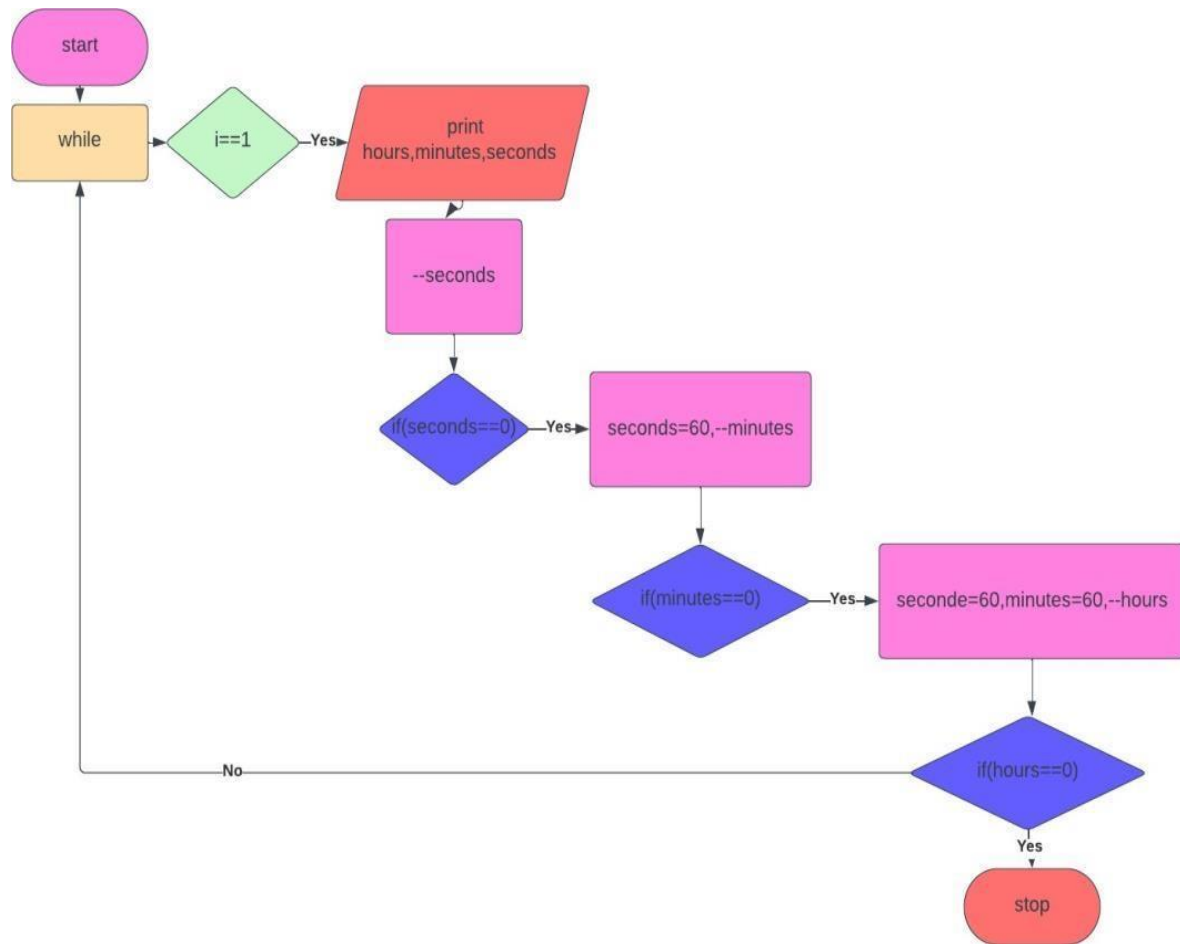 start
while
i==1
Yes
print
hours,minutes,seconds
--seconds
if(seconds==0)
Yes
seconds=60,--minutes
if(minutes==0)
Yes
seconde=60,minutes=60,--hours
if(hours==0)
No
Yes
stop